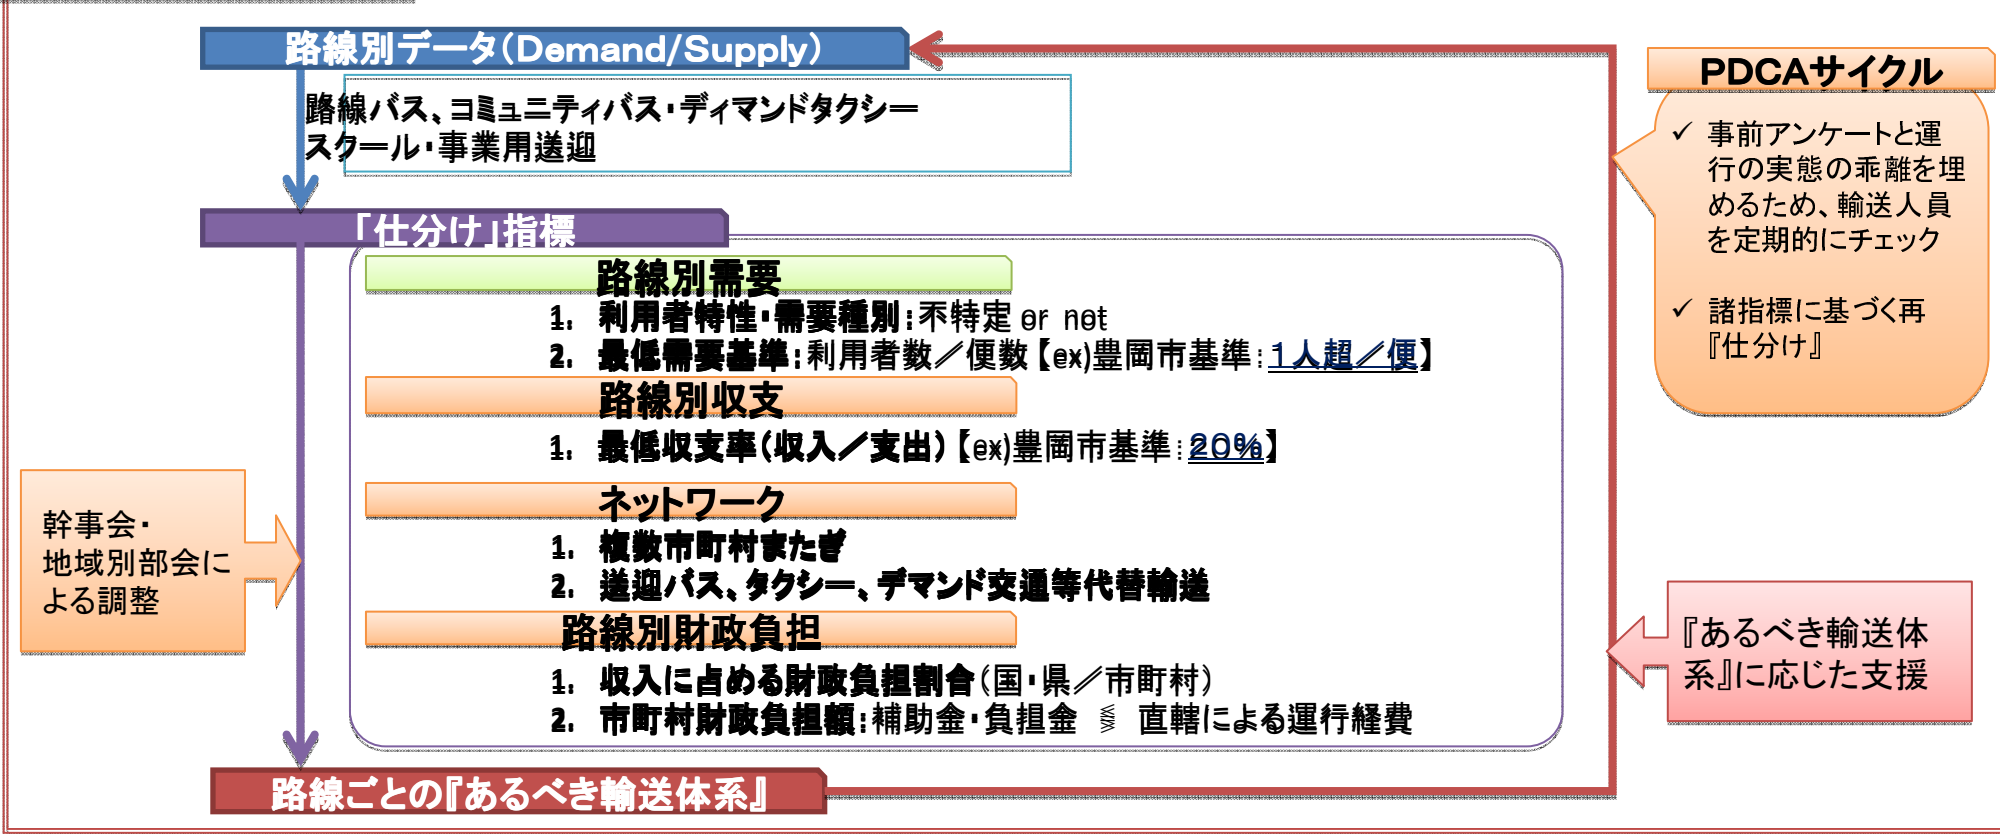 路線別データ(Demand/Supply)
路線バス、コミュニティバス・ディマンドタクシー
スクール・事業用送迎
「仕分け」指標
路線別需要
1. 利用者特性・需要種別:不特定 or not
2. 最低需要基準:利用者数／便数【ex)豊岡市基準:1人超／便】
路線別収支
1. 最低収支率(収入／支出)【ex)豊岡市基準:20%】
ネットワーク
1. 複数市町村またぎ
2. 送迎バス、タクシー、デマンド交通等代替輸送
路線別財政負担
1. 収入に占める財政負担割合(国・県／市町村)
2. 市町村財政負担額:補助金・負担金 ⋚ 直轄による運行経費
路線ごとの『あるべき輸送体系』
幹事会・
地域別部会に
よる調整
PDCAサイクル
✓ 事前アンケートと運
行の実態の乖離を埋
めるため、輸送人員
を定期的にチェック
✓ 諸指標に基づく再
『仕分け』
『あるべき輸送体
系』に応じた支援